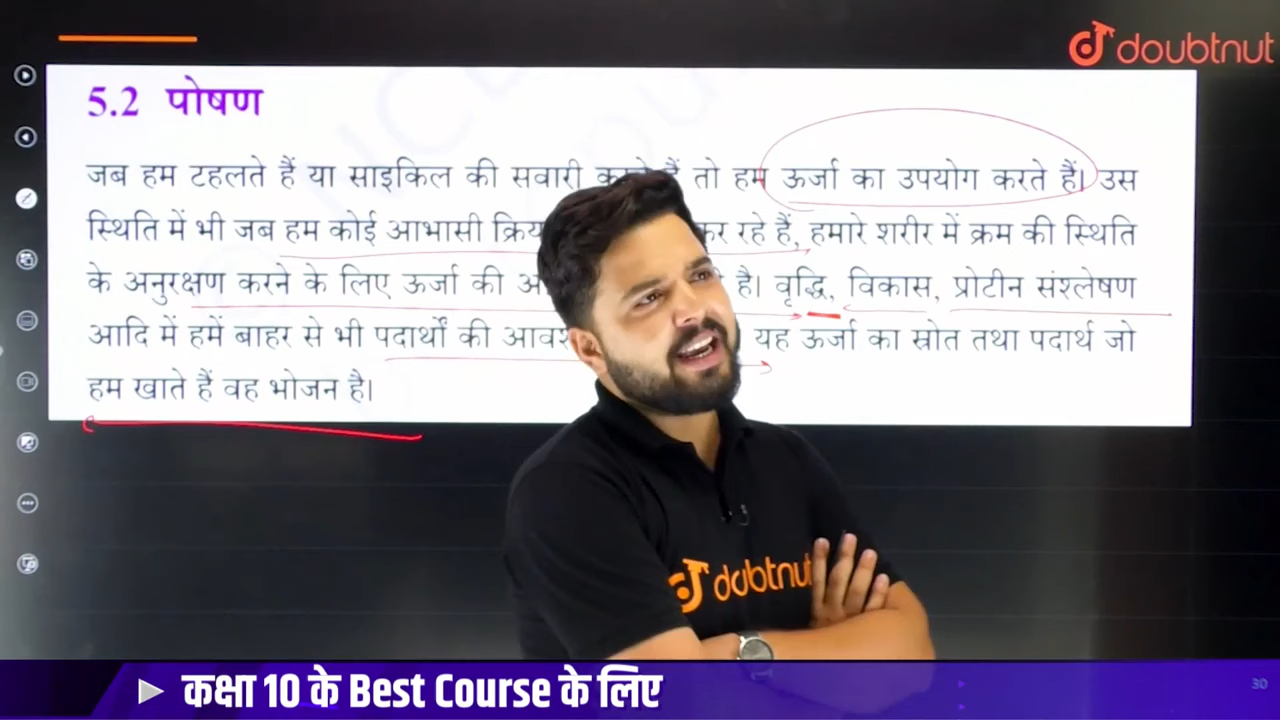 doubtnut
5.2 पोषण
जब हम टहलते हैं या साइकिल की सवारी करते हैं तो हम ऊर्जा का उपयोग करते हैं। उस
स्थिति में भी जब हम कोई आभासी कर रहे हैं, हमारे शरीर में क्रम की स्थिति
के अनुरक्षण करने के लिए ऊर्जा की है। वृद्धि, विकास, प्रोटीन संश्लेषण
आदि में हमें बाहर से भी पदार्थों की यह ऊर्जा का स्रोत तथा पदार्थ जो
हम खाते हैं वह भोजन है।
doubtnut
कक्षा 10 के Best Course के लिए
30